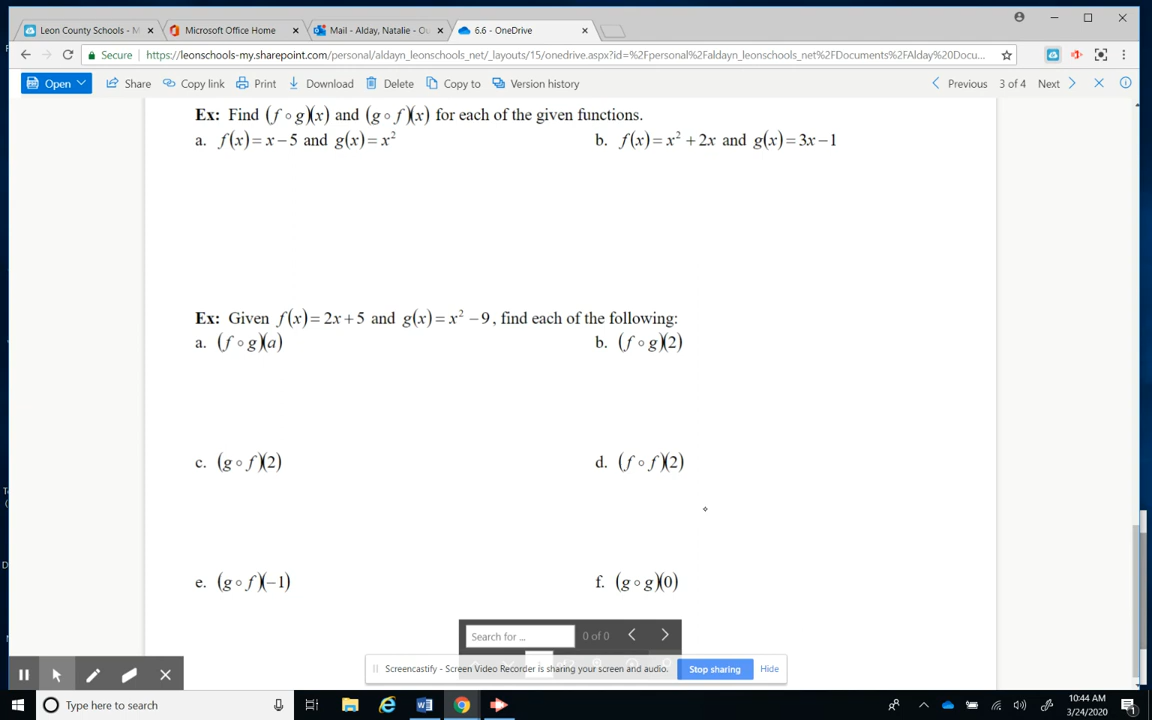 Leon County Schools - M
Microsoft Office Home
Mail - Alday, Natalie - Ou
6.6 - OneDrive
Secure https://leonschools-my.sharepoint.com/personal/aldayn_leonschools_net/_layouts/15/onedrive.aspx?id=%2Fpersonal%2Faldayn_leonschools_net%2FDocuments%2FAlday%20Docu...
Open Share Copy link Print Download Delete Copy to Version history Previous 3 of 4 Next
Ex: Find (f ∘ g)(x) and (g ∘ f)(x) for each of the given functions.
a. f(x) = x − 5 and g(x) = x²
b. f(x) = x² + 2x and g(x) = 3x − 1
Ex: Given f(x) = 2x + 5 and g(x) = x² − 9, find each of the following:
a. (f ∘ g)(a)
b. (f ∘ g)(2)
c. (g ∘ f)(2)
d. (f ∘ f)(2)
e. (g ∘ f)(−1)
f. (g ∘ g)(0)
Search for ... 0 of 0
Screencastify - Screen Video Recorder is sharing your screen and audio. Stop sharing Hide
Type here to search
10:44 AM
3/24/2020
1